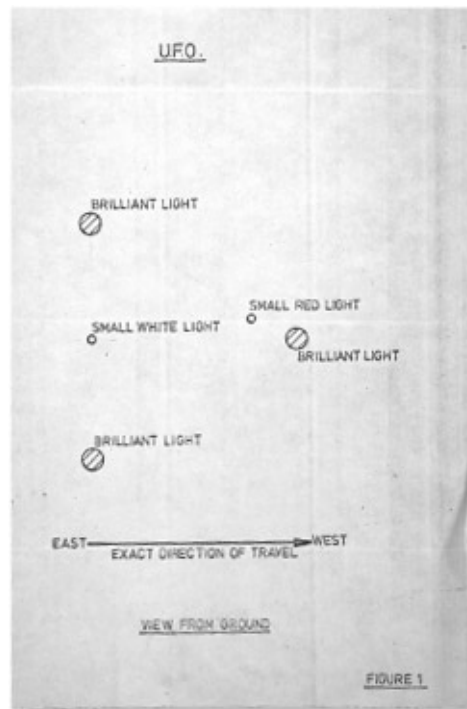 U.F.O.
BRILLIANT LIGHT
SMALL RED LIGHT
SMALL WHITE LIGHT
BRILLIANT LIGHT
BRILLIANT LIGHT
EAST WEST
EXACT DIRECTION OF TRAVEL
VIEW FROM GROUND
FIGURE 1